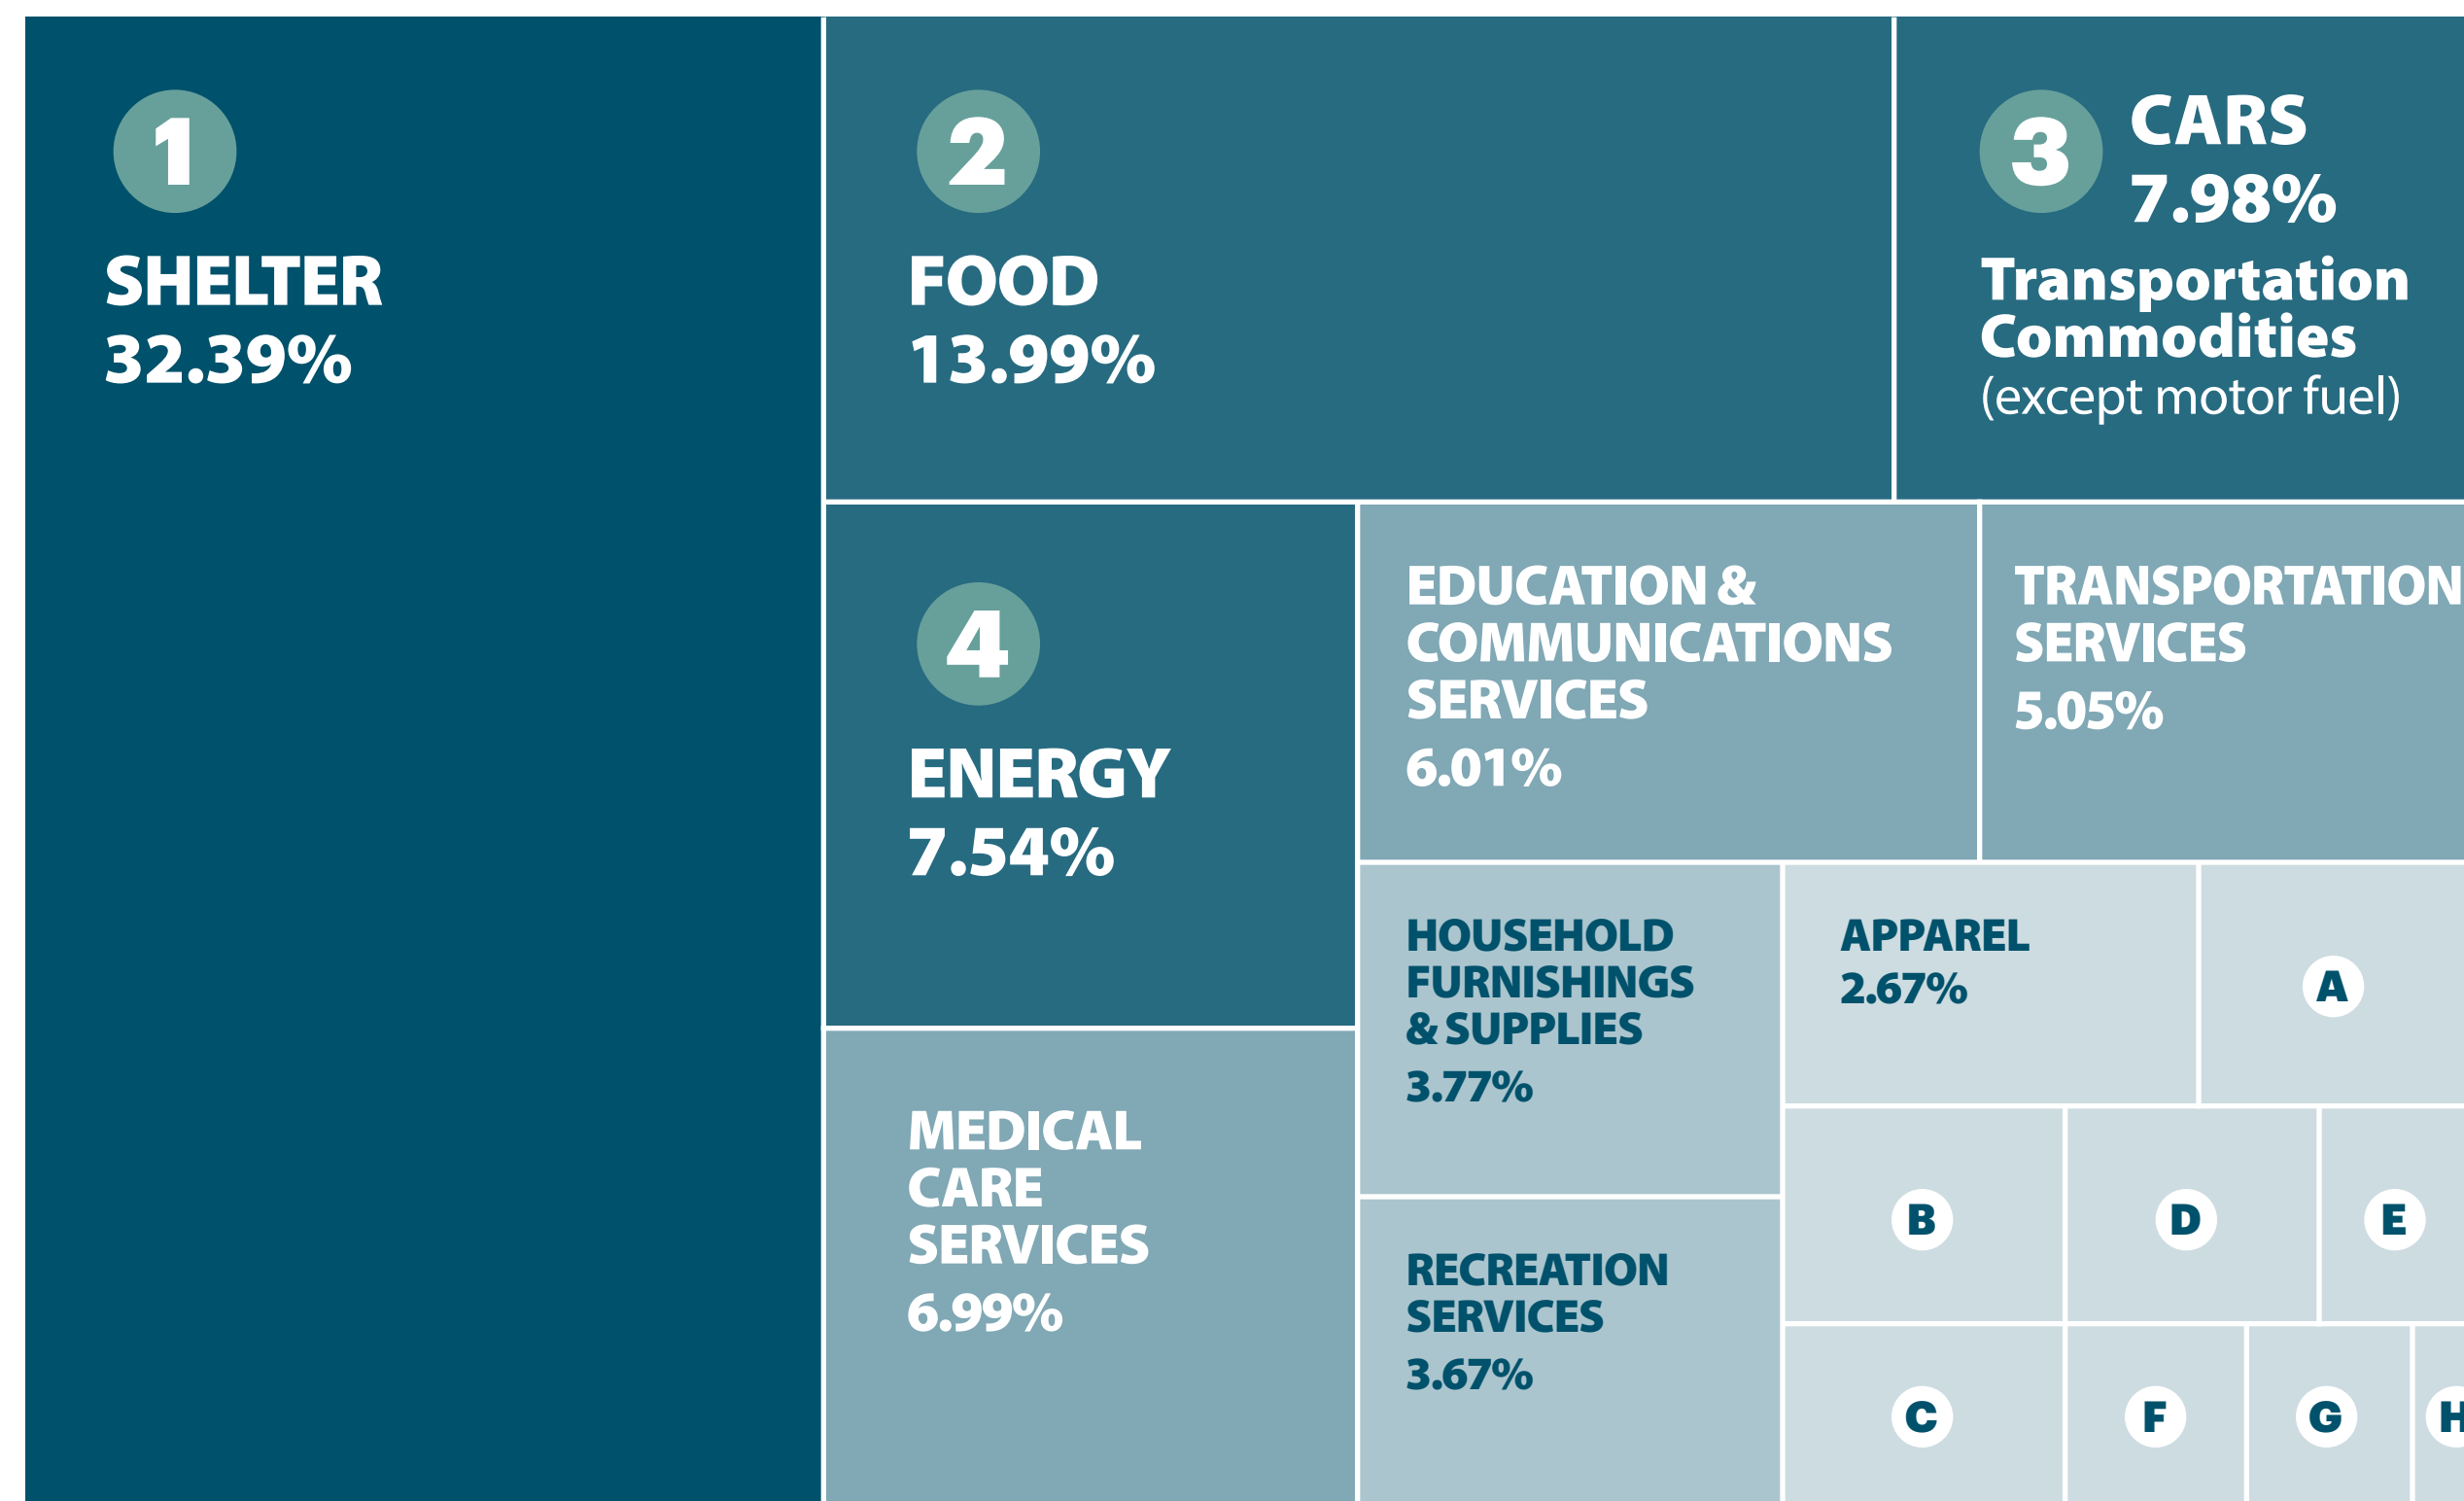 1
SHELTER
32.39%
2
FOOD
13.99%
3
CARS
7.98%
Transportation
Commodities
(except motor fuel)
4
ENERGY
7.54%
MEDICAL
CARE
SERVICES
6.99%
EDUCATION &
COMMUNICATIONS
SERVICES
6.01%
TRANSPORTATION
SERVICES
5.05%
HOUSEHOLD
FURNISHINGS
& SUPPLIES
3.77%
RECREATION
SERVICES
3.67%
APPAREL
2.67%
A
B
D
E
C
F
G
H